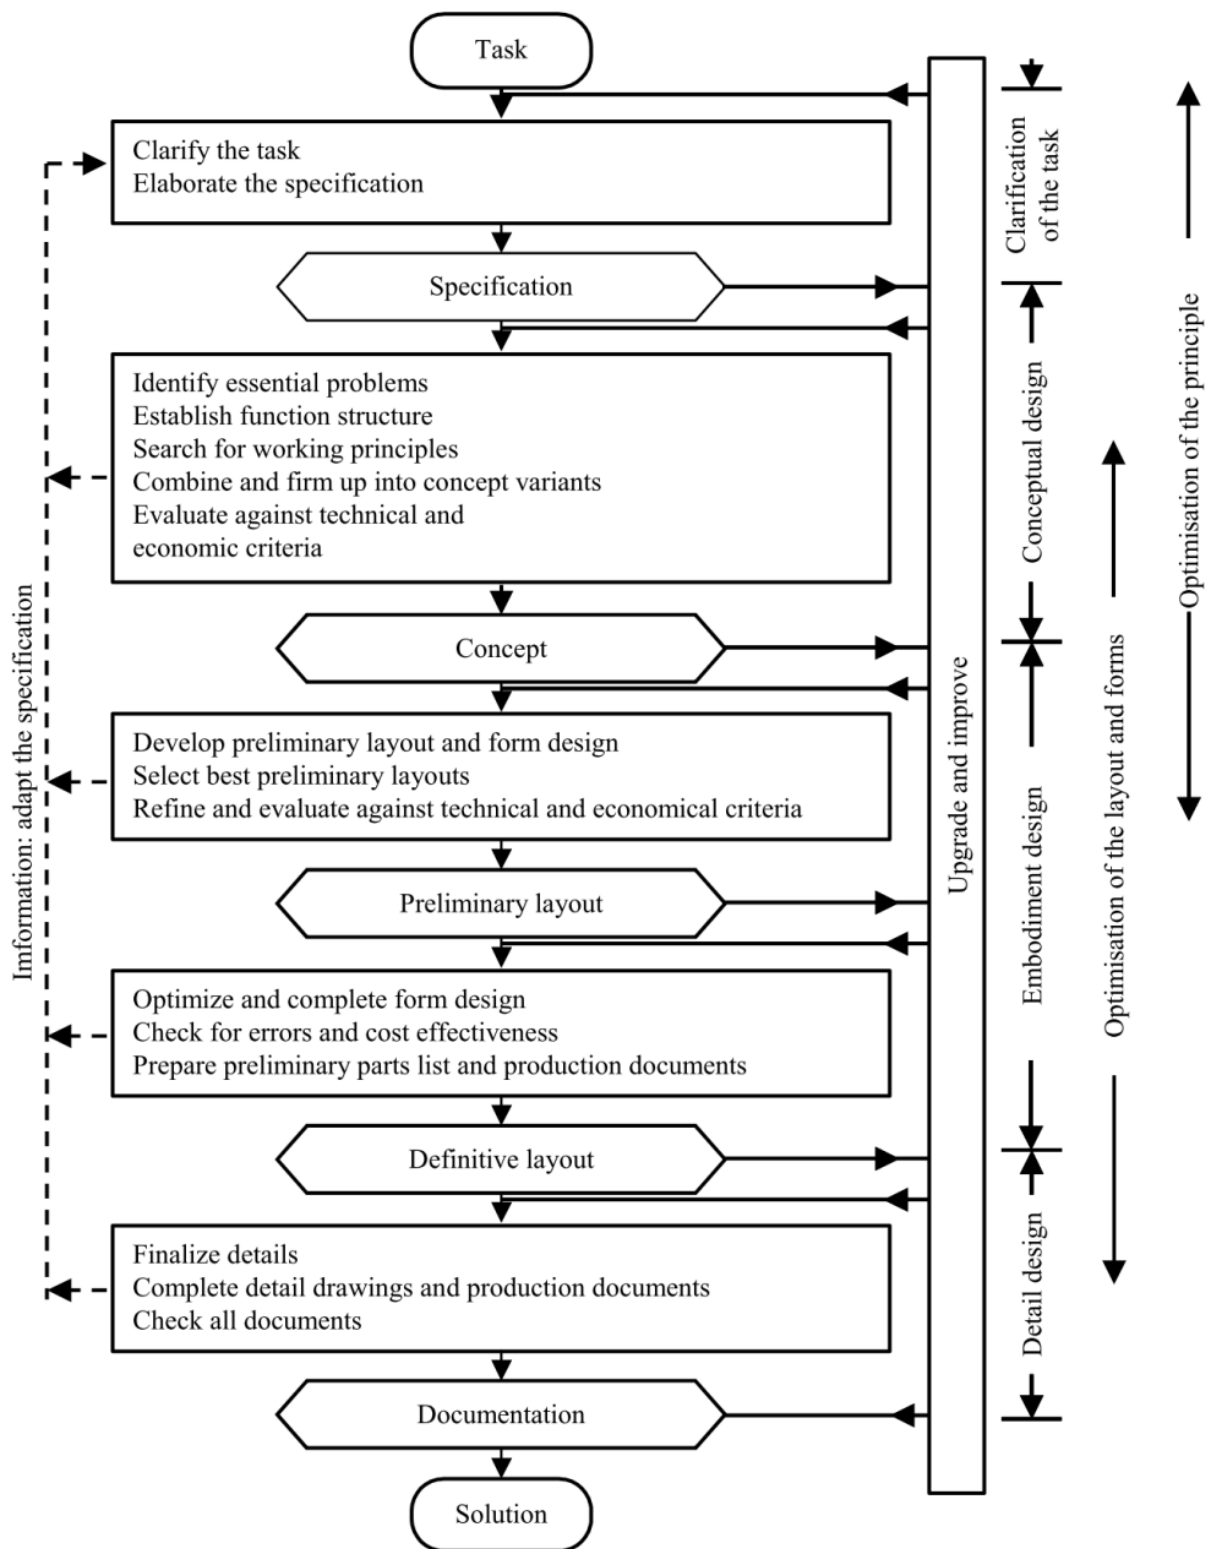 Task
Clarify the task
Elaborate the specification
Specification
Identify essential problems
Establish function structure
Search for working principles
Combine and firm up into concept variants
Evaluate against technical and
economic criteria
Concept
Develop preliminary layout and form design
Select best preliminary layouts
Refine and evaluate against technical and economical criteria
Preliminary layout
Optimize and complete form design
Check for errors and cost effectiveness
Prepare preliminary parts list and production documents
Definitive layout
Finalize details
Complete detail drawings and production documents
Check all documents
Documentation
Solution
Imformation: adapt the specification
Upgrade and improve
Clarification
of the task
Conceptual design
Embodiment design
Detail design
Optimisation of the layout and forms
Optimisation of the principle